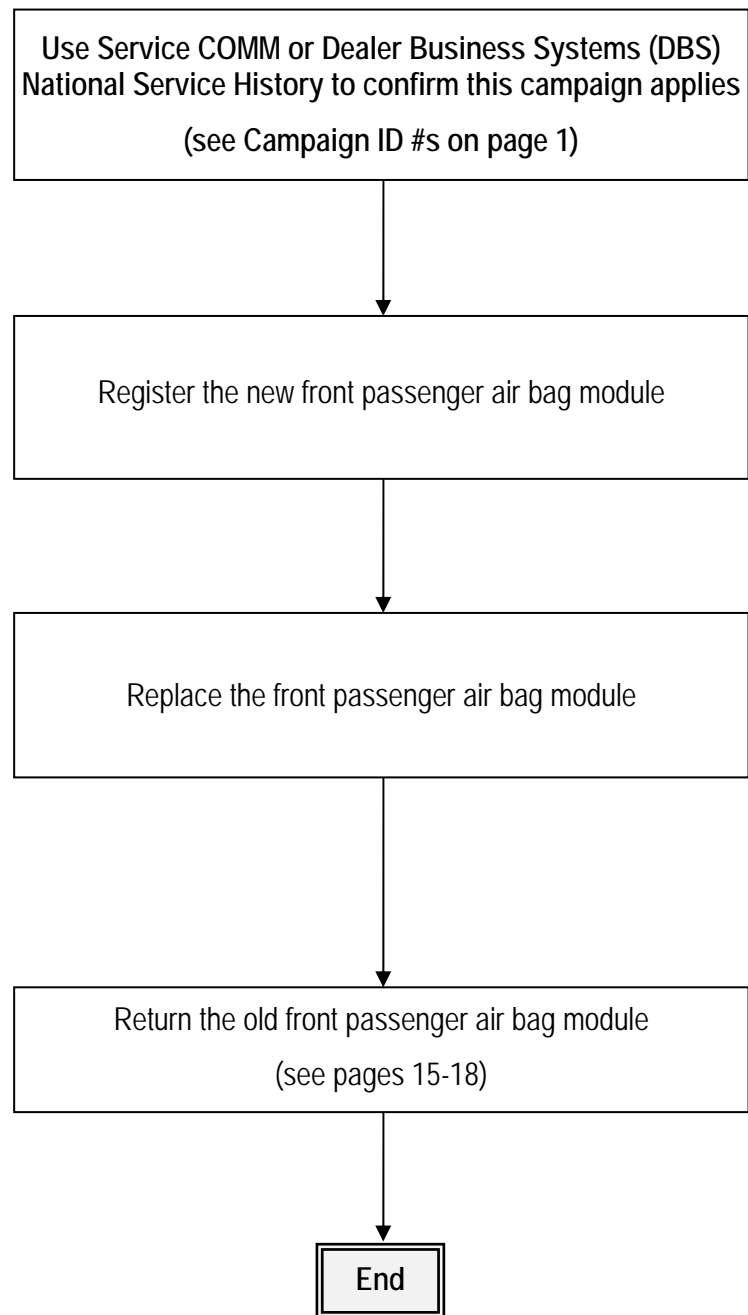 Use Service COMM or Dealer Business Systems (DBS)
National Service History to confirm this campaign applies
(see Campaign ID #s on page 1)
Register the new front passenger air bag module
Replace the front passenger air bag module
Return the old front passenger air bag module
(see pages 15-18)
End